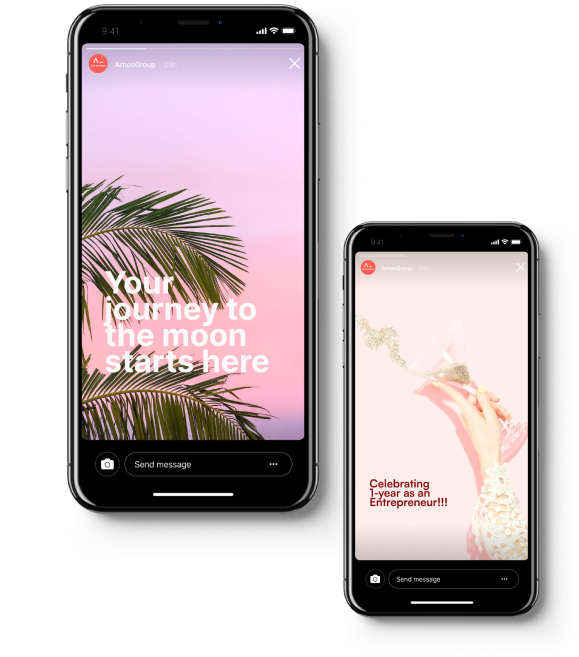 9:41
AmeoGroup 23h
Your
journey to
the moon
starts here
Send message
9:41
AmeoGroup
Celebrating
1-year as an
Entrepreneur!!!
Send message